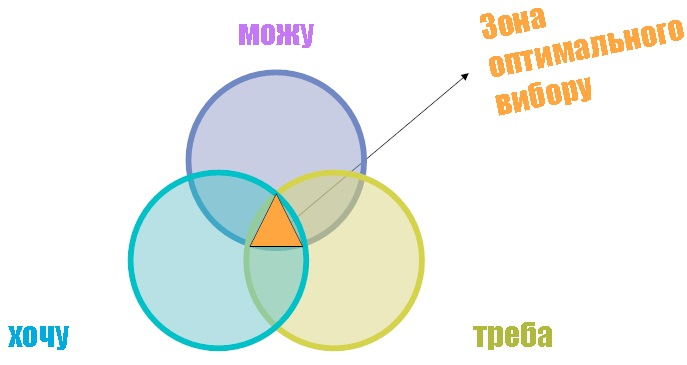 можу
Зона
оптимального
вибору
хочу
треба